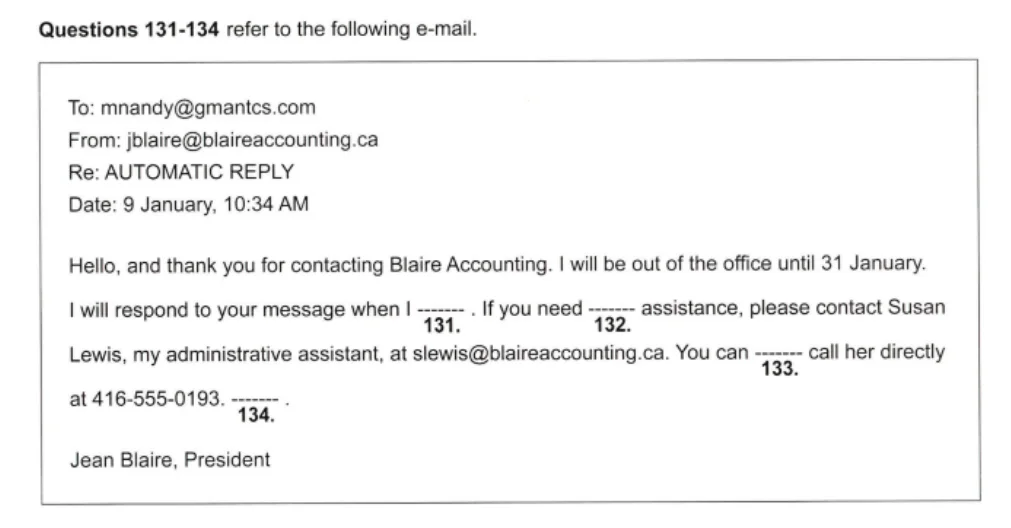 Questions 131-134 refer to the following e-mail.
To: mnandy@gmantcs.com
From: jblaire@blaireaccounting.ca
Re: AUTOMATIC REPLY
Date: 9 January, 10:34 AM
Hello, and thank you for contacting Blaire Accounting. I will be out of the office until 31 January.
I will respond to your message when I ------- . If you need ------- assistance, please contact Susan
131. 132.
Lewis, my administrative assistant, at slewis@blaireaccounting.ca. You can ------- call her directly
133.
at 416-555-0193. ------- .
134.
Jean Blaire, President